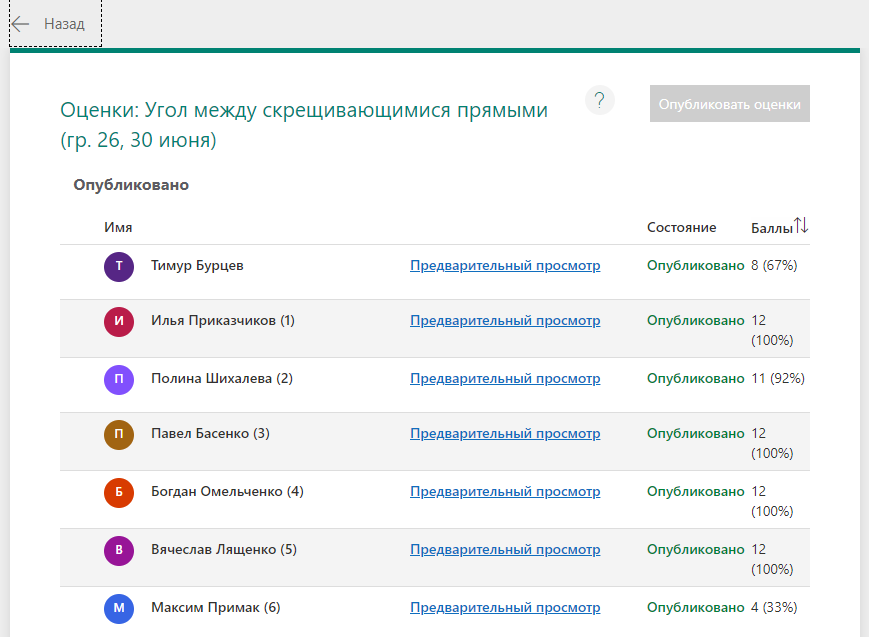 Назад
Оценки: Угол между скрещивающимися прямыми
(гр. 26, 30 июня)
?
Опубликовать оценки
Опубликовано
Имя Состояние Баллы
Т Тимур Бурцев Предварительный просмотр Опубликовано 8 (67%)
И Илья Приказчиков (1) Предварительный просмотр Опубликовано 12
(100%)
П Полина Шихалева (2) Предварительный просмотр Опубликовано 11 (92%)
П Павел Басенко (3) Предварительный просмотр Опубликовано 12
(100%)
Б Богдан Омельченко (4) Предварительный просмотр Опубликовано 12
(100%)
В Вячеслав Лященко (5) Предварительный просмотр Опубликовано 12
(100%)
М Максим Примак (6) Предварительный просмотр Опубликовано 4 (33%)